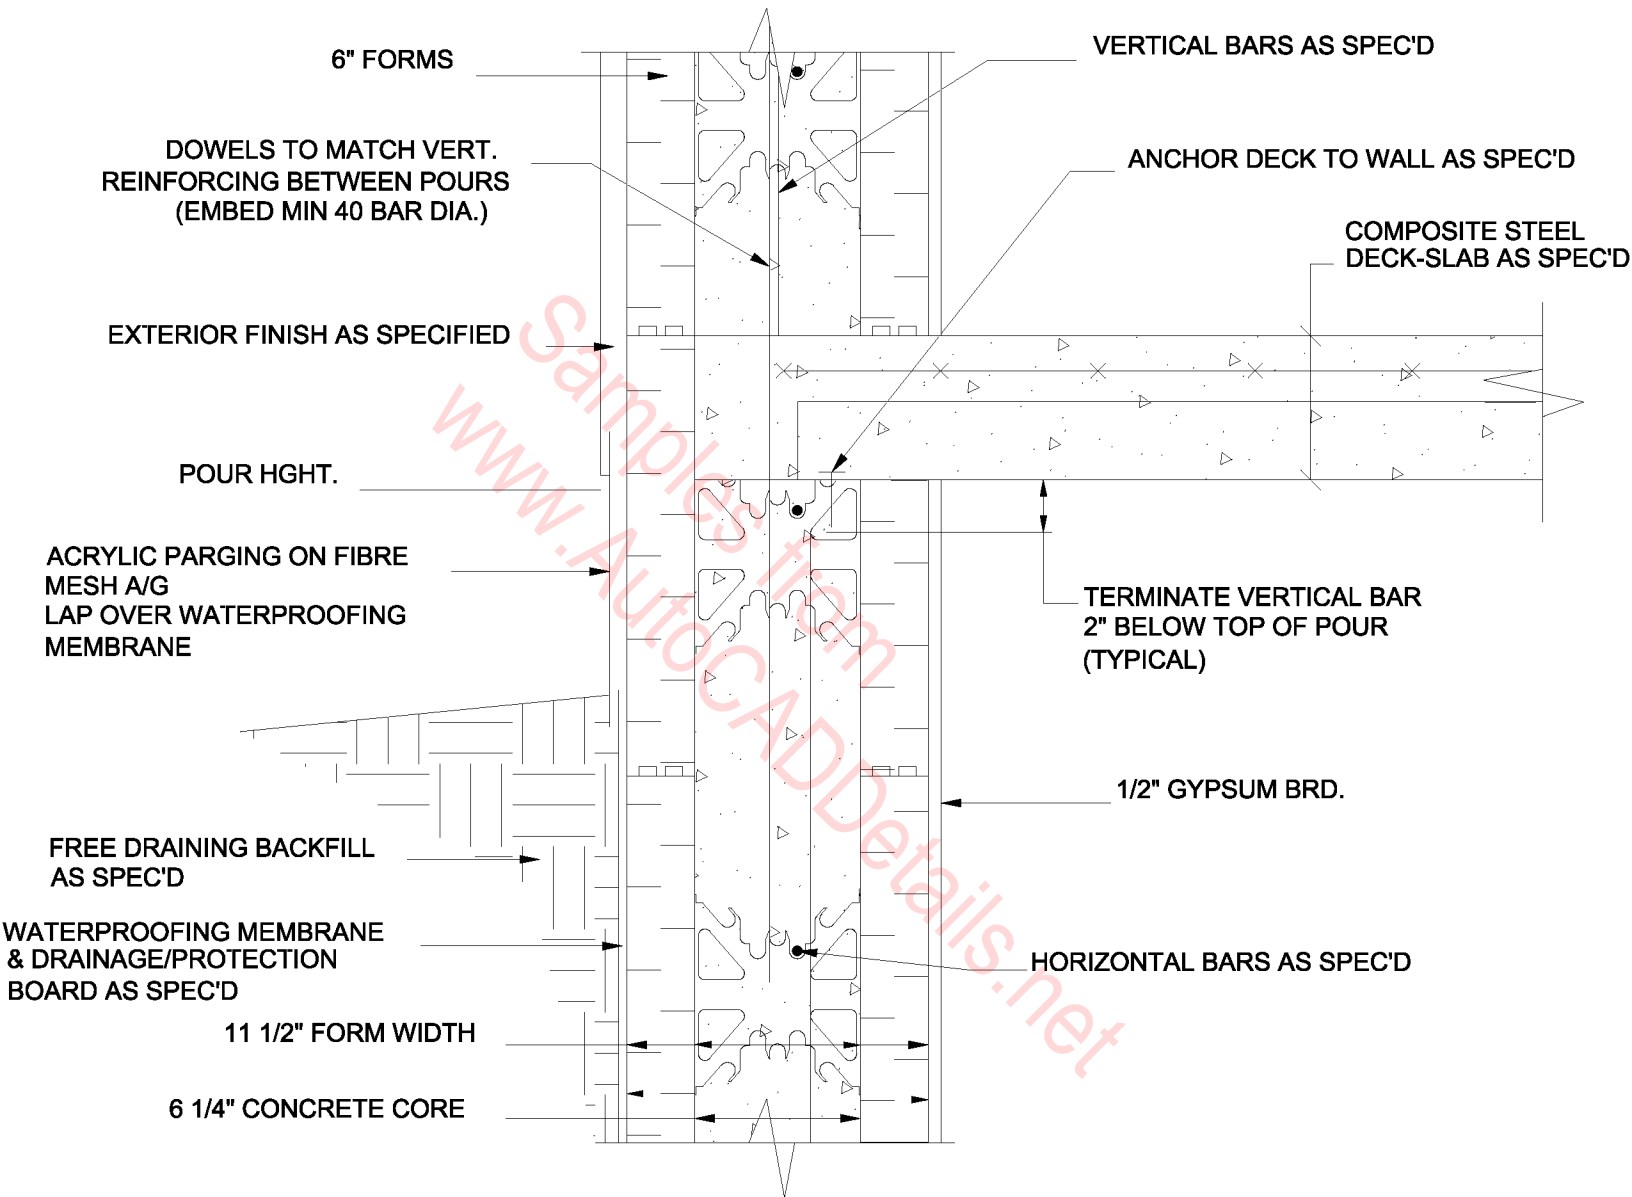 6" FORMS
VERTICAL BARS AS SPEC'D
DOWELS TO MATCH VERT.
REINFORCING BETWEEN POURS
(EMBED MIN 40 BAR DIA.)
ANCHOR DECK TO WALL AS SPEC'D
COMPOSITE STEEL
DECK-SLAB AS SPEC'D
EXTERIOR FINISH AS SPECIFIED
POUR HGHT.
ACRYLIC PARGING ON FIBRE
MESH A/G
LAP OVER WATERPROOFING
MEMBRANE
TERMINATE VERTICAL BAR
2" BELOW TOP OF POUR
(TYPICAL)
1/2" GYPSUM BRD.
FREE DRAINING BACKFILL
AS SPEC'D
WATERPROOFING MEMBRANE
& DRAINAGE/PROTECTION
BOARD AS SPEC'D
HORIZONTAL BARS AS SPEC'D
11 1/2" FORM WIDTH
6 1/4" CONCRETE CORE
Samples from
www.AutoCADDetails.net